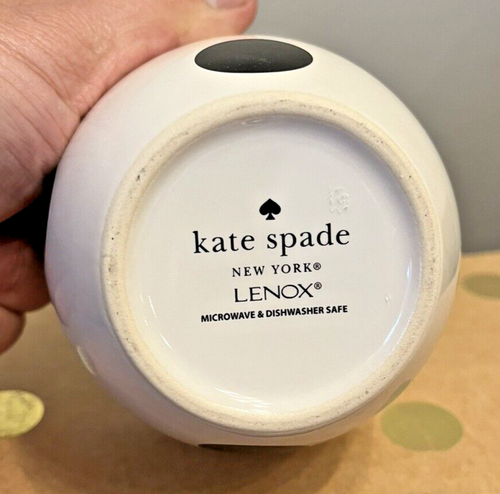 kate spade
NEW YORK®
LENOX®
MICROWAVE & DISHWASHER SAFE